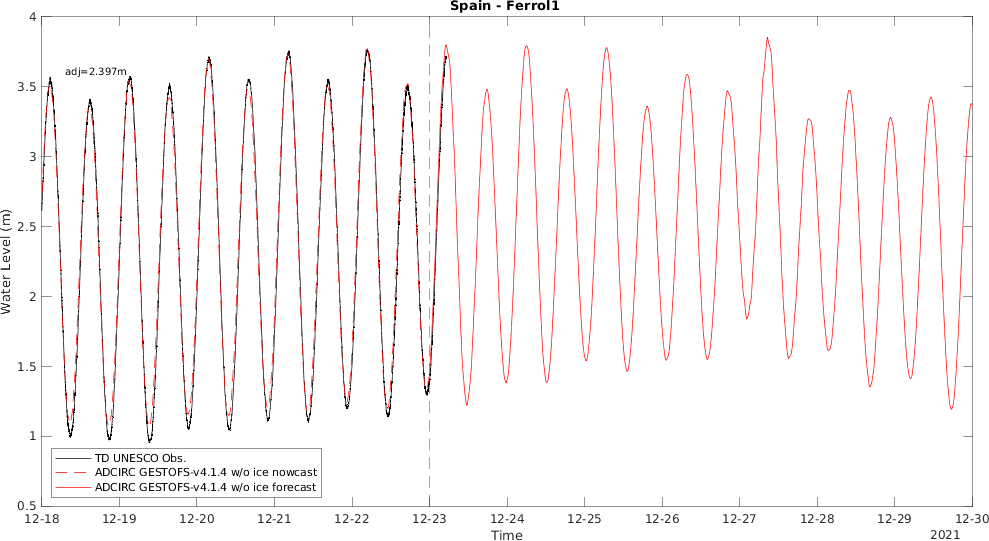 Spain - Ferrol1
adj=2.397m
Water Level (m)
4
3.5
3
2.5
2
1.5
1
0.5
TD UNESCO Obs.
ADCIRC GESTOFS-v4.1.4 w/o ice nowcast
ADCIRC GESTOFS-v4.1.4 w/o ice forecast
12-18 12-19 12-20 12-21 12-22 12-23 12-24 12-25 12-26 12-27 12-28 12-29 12-30
Time
2021